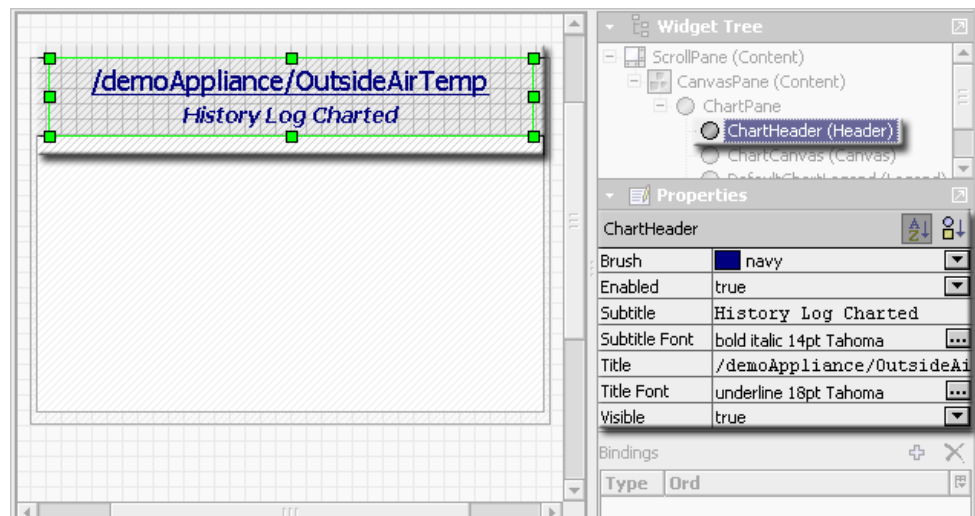 /demoAppliance/OutsideAirTemp
History Log Charted
Widget Tree
ScrollPane (Content)
CanvasPane (Content)
ChartPane
ChartHeader (Header)
ChartCanvas (Canvas)
DefaultChartLegend (Legend)
Properties
ChartHeader
Brush navy
Enabled true
Subtitle History Log Charted
Subtitle Font bold italic 14pt Tahoma
Title /demoAppliance/OutsideAi
Title Font underline 18pt Tahoma
Visible true
Bindings
Type Ord